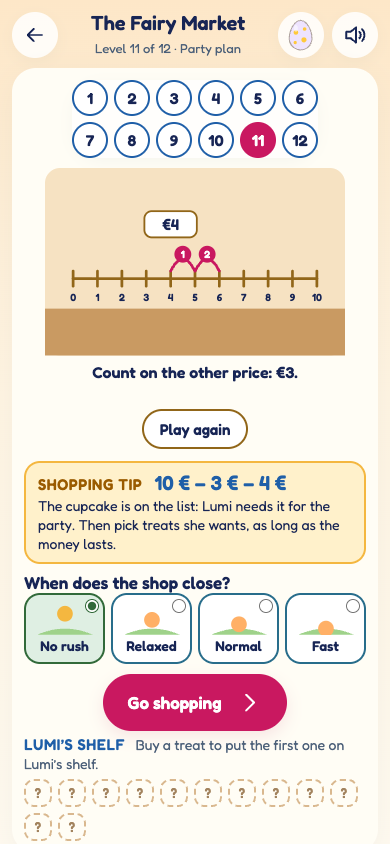 The Fairy Market
Level 11 of 12 · Party plan
1 2 3 4 5 6
7 8 9 10 11 12
€4
1 2
0 1 2 3 4 5 6 7 8 9 10
Count on the other price: €3.
Play again
SHOPPING TIP 10 € – 3 € – 4 €
The cupcake is on the list: Lumi needs it for the
party. Then pick treats she wants, as long as the
money lasts.
When does the shop close?
No rush Relaxed Normal Fast
Go shopping
LUMI'S SHELF Buy a treat to put the first one on
Lumi's shelf.
? ? ? ? ? ? ? ? ? ?
? ?